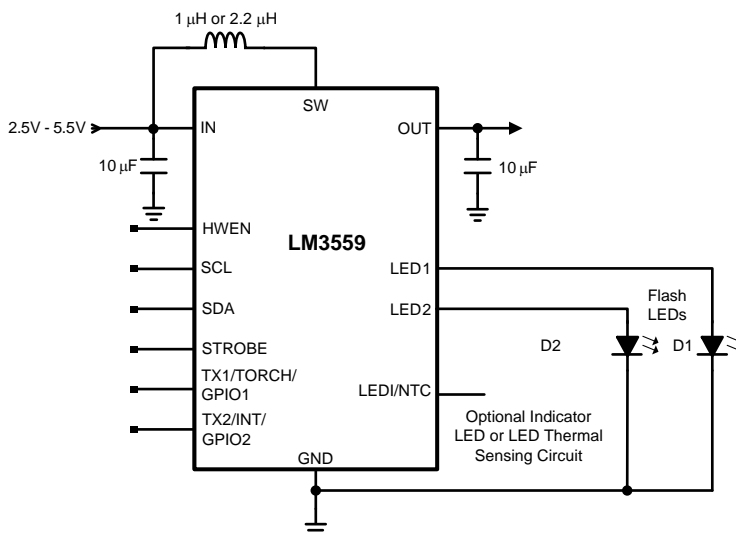 1 μH or 2.2 μH
SW
2.5V - 5.5V
IN
OUT
10 μF
10 μF
HWEN
LM3559
SCL
LED1
SDA
LED2
Flash
LEDs
STROBE
D2
D1
TX1/TORCH/
GPIO1
LEDI/NTC
TX2/INT/
GPIO2
Optional Indicator
LED or LED Thermal
Sensing Circuit
GND